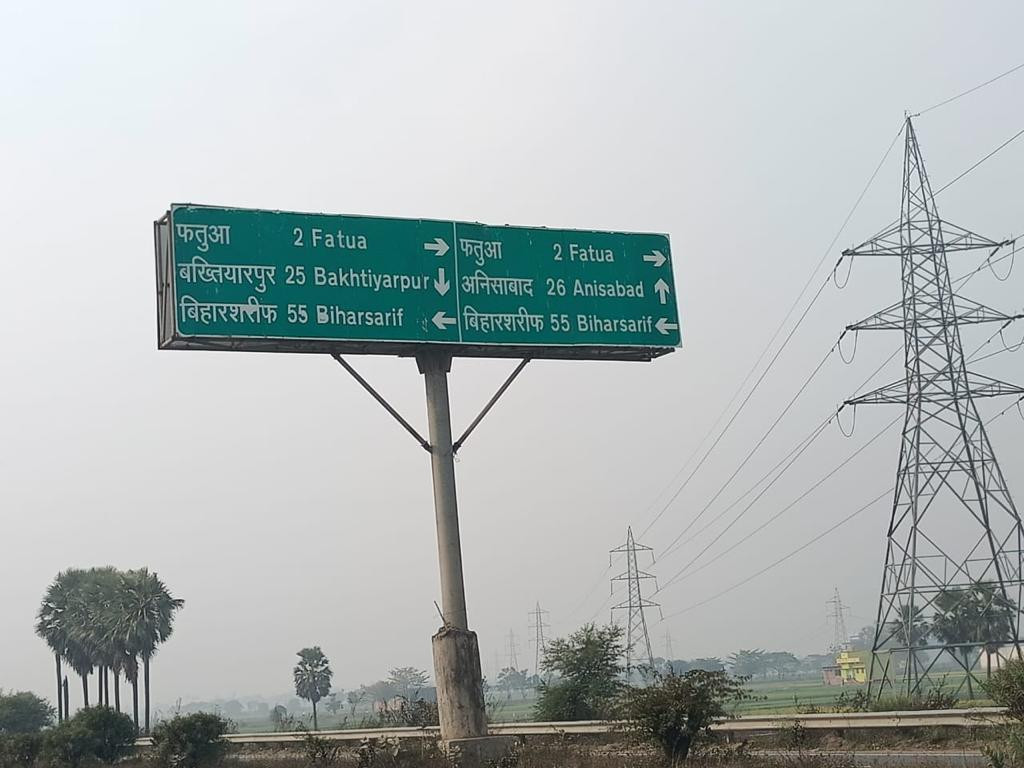 फतुआ 2 Fatua
बख्तियारपुर 25 Bakhtiyarpur
बिहारशरीफ 55 Biharsarif
फतुआ 2 Fatua
अनिसाबाद 26 Anisabad
बिहारशरीफ 55 Biharsarif